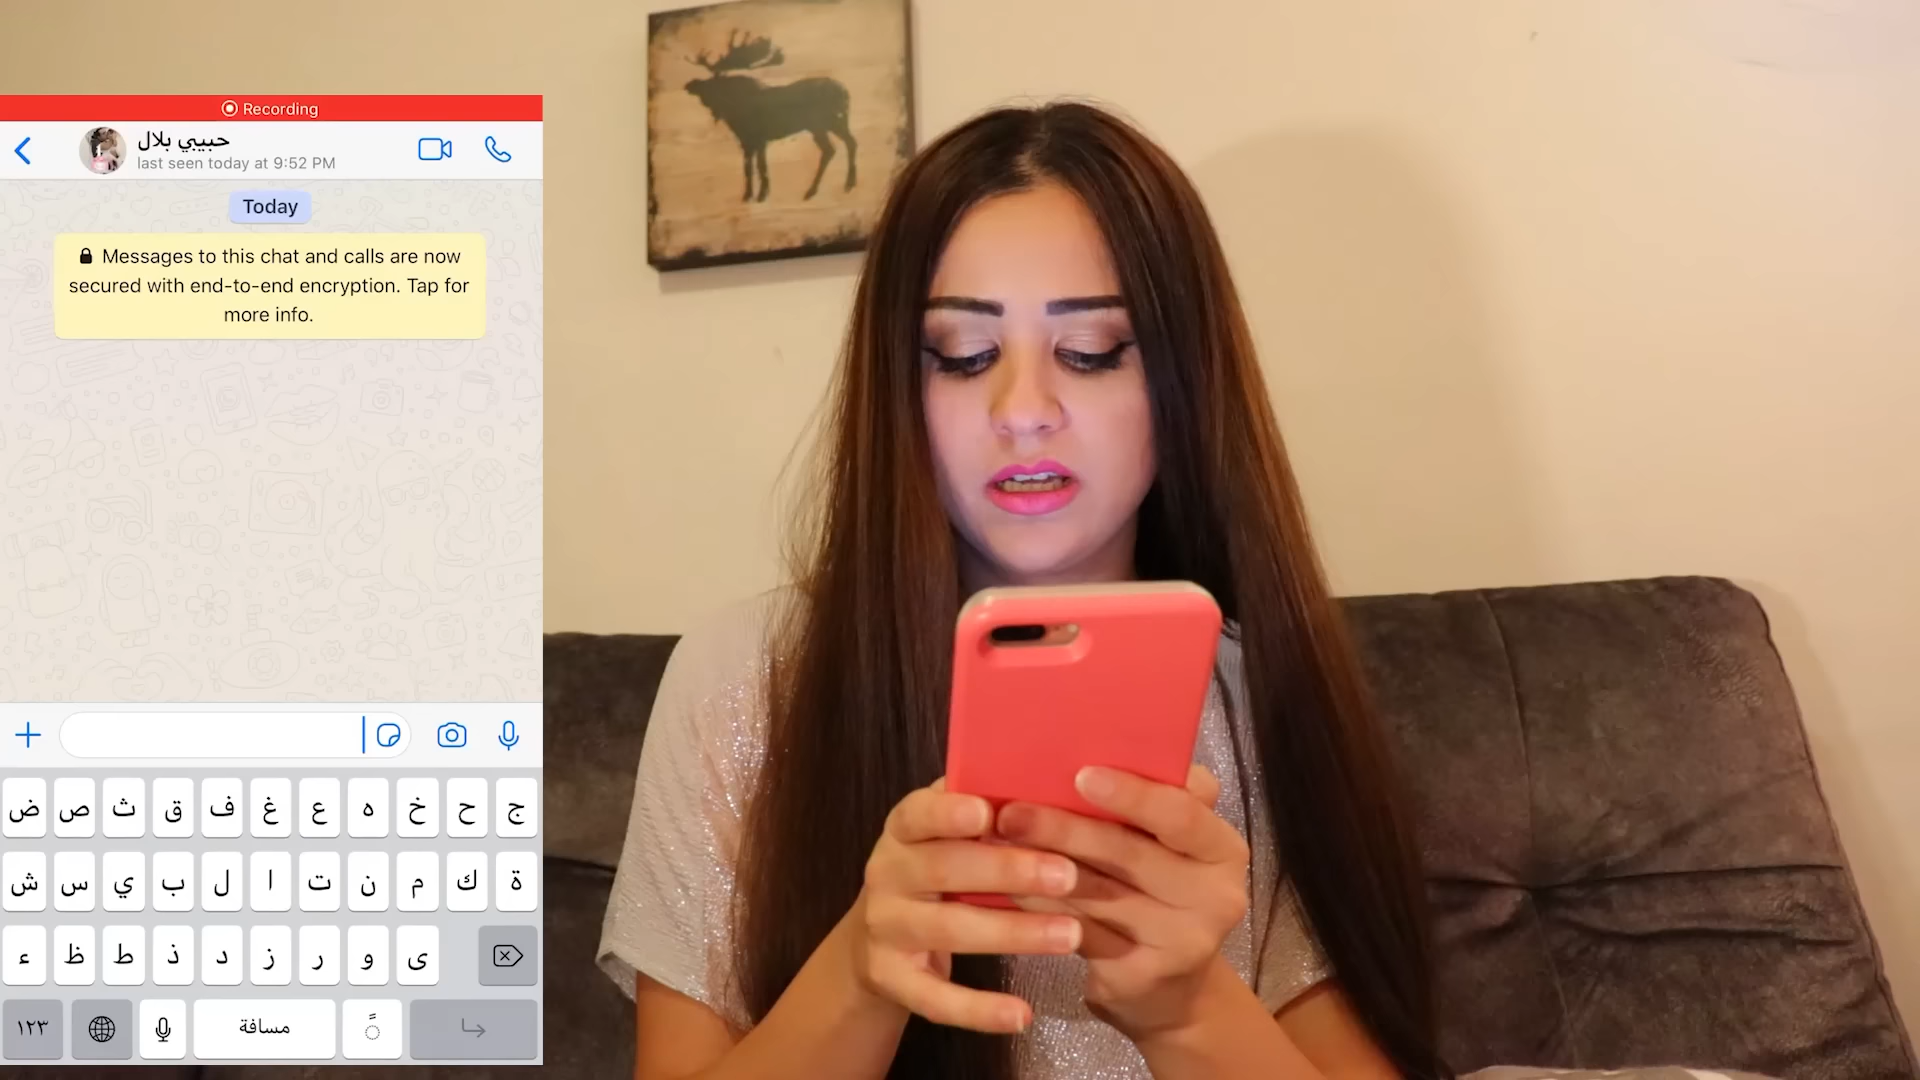 Recording
حبيبي بلال
last seen today at 9:52 PM
Today
Messages to this chat and calls are now
secured with end-to-end encryption. Tap for
more info.
ض ص ث ق ف غ ع ه خ ح ج
ش س ي ب ل ا ت ن م ك ة
ء ظ ط ذ د ز ر و ى
١٢٣ مسافة